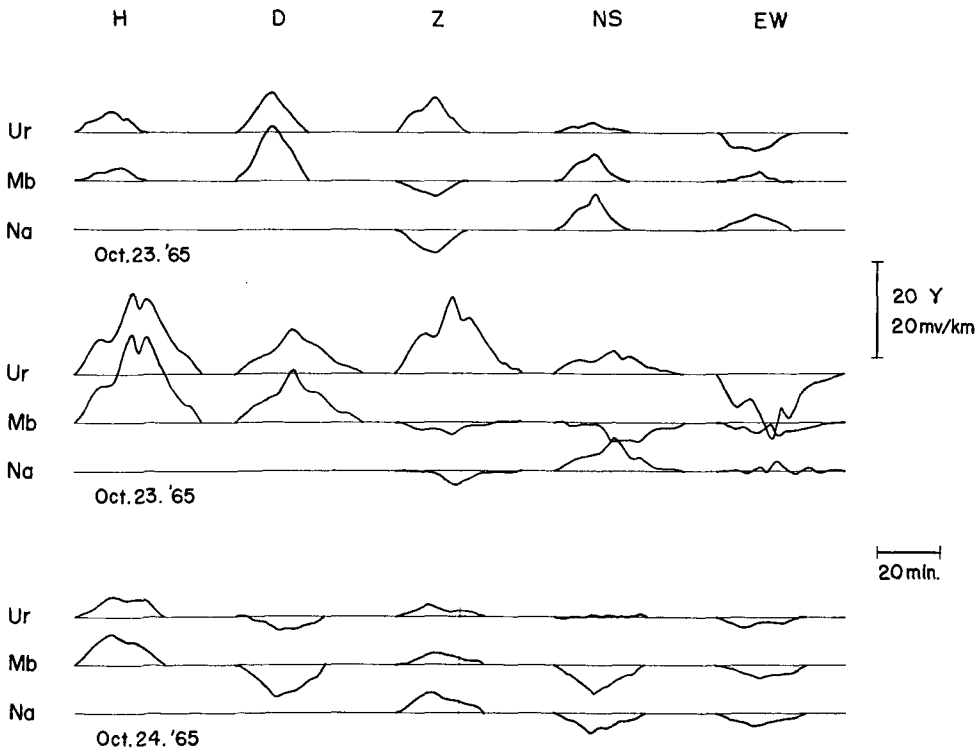 H D Z NS EW
Ur
Mb
Na
Oct. 23. '65
20 γ
20 mv/km
Ur
Mb
Na
Oct. 23. '65
20 min.
Ur
Mb
Na
Oct. 24. '65